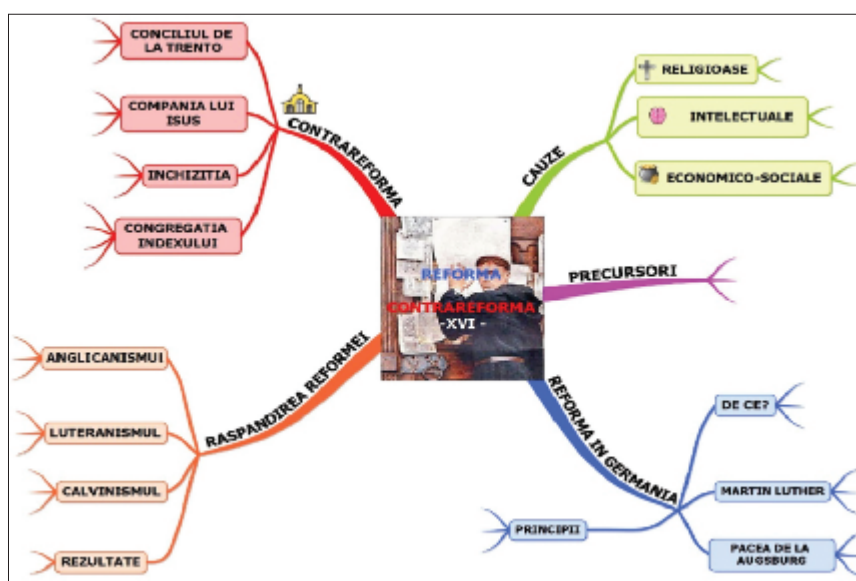 CONCILIUL DE
LA TRENTO
COMPANIA LUI
ISUS
INCHIZITIA
CONGREGATIA
INDEXULUI
CONTRAREFORMA
CAUZE
RELIGIOASE
INTELECTUALE
ECONOMICO-SOCIALE
PRECURSORI
REFORMA
CONTRAREFORMA
-XVI -
RASPANDIREA REFORMEI
ANGLICANISMUL
LUTERANISMUL
CALVINISMUL
REZULTATE
REFORMA IN GERMANIA
DE CE?
MARTIN LUTHER
PACEA DE LA
AUGSBURG
PRINCIPII